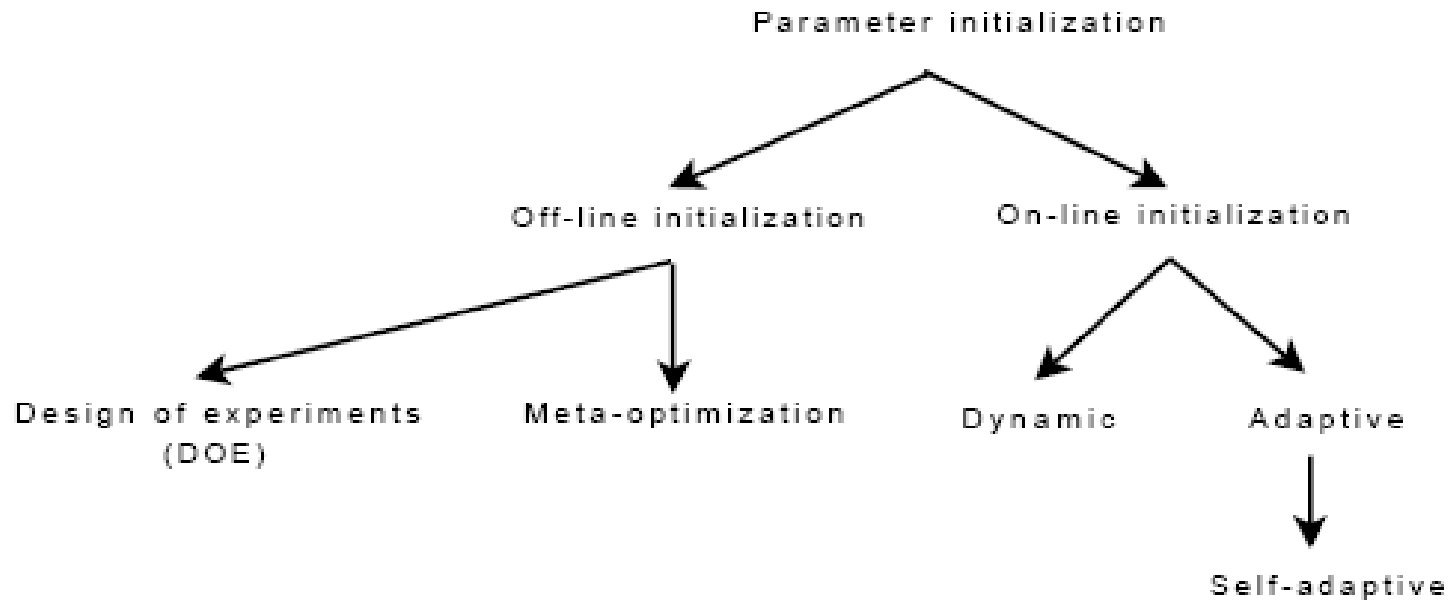 Parameter initialization
Off-line initialization
On-line initialization
Design of experiments
(DOE)
Meta-optimization
Dynamic
Adaptive
Self-adaptive